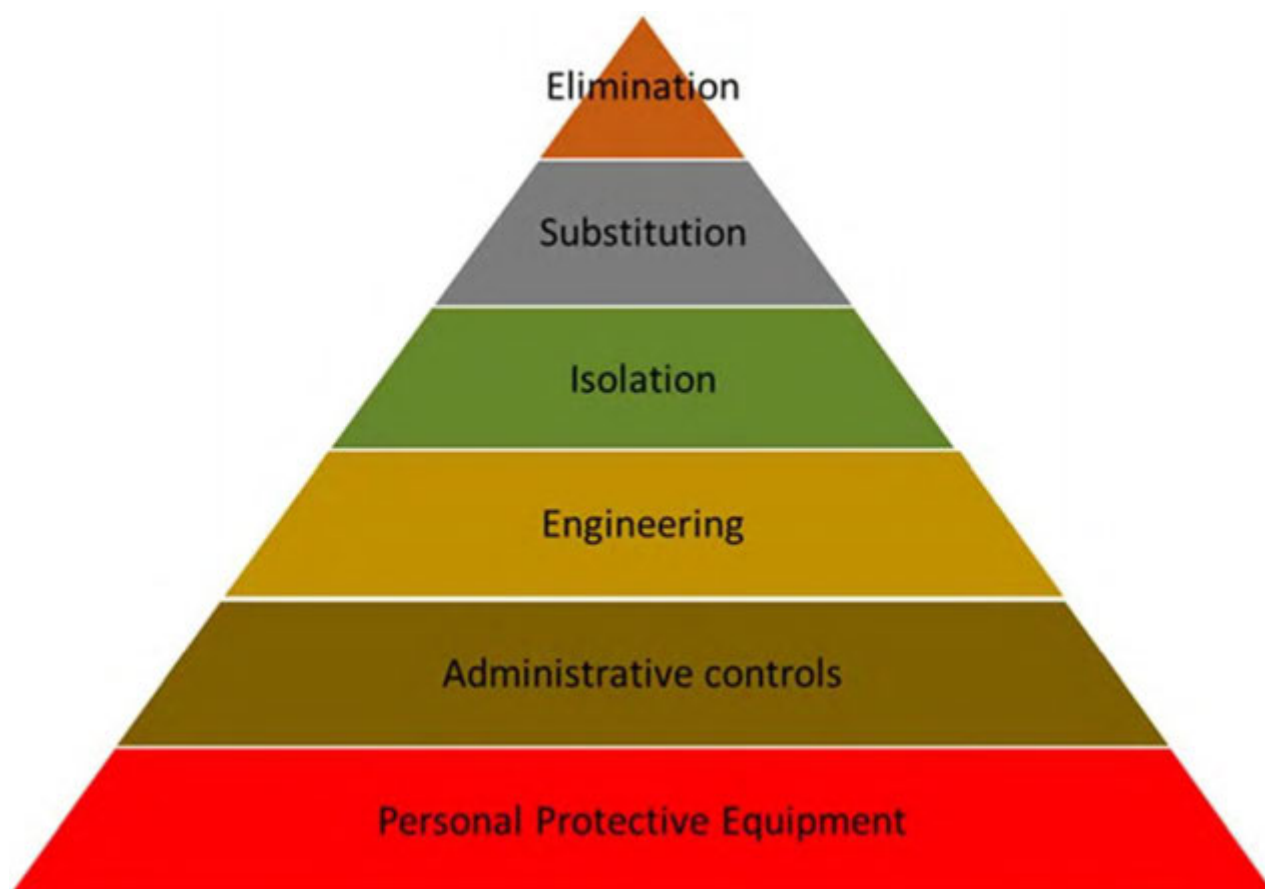 Elimination
Substitution
Isolation
Engineering
Administrative controls
Personal Protective Equipment